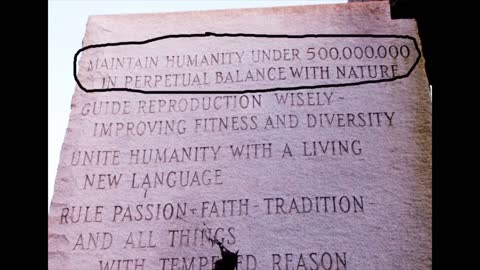 MAINTAIN HUMANITY UNDER 500.000.000
IN PERPETUAL BALANCE WITH NATURE
GUIDE REPRODUCTION WISELY-
IMPROVING FITNESS AND DIVERSITY
UNITE HUMANITY WITH A LIVING
NEW LANGUAGE
RULE PASSION-FAITH-TRADITION-
AND ALL THINGS
WITH TEMPERED REASON